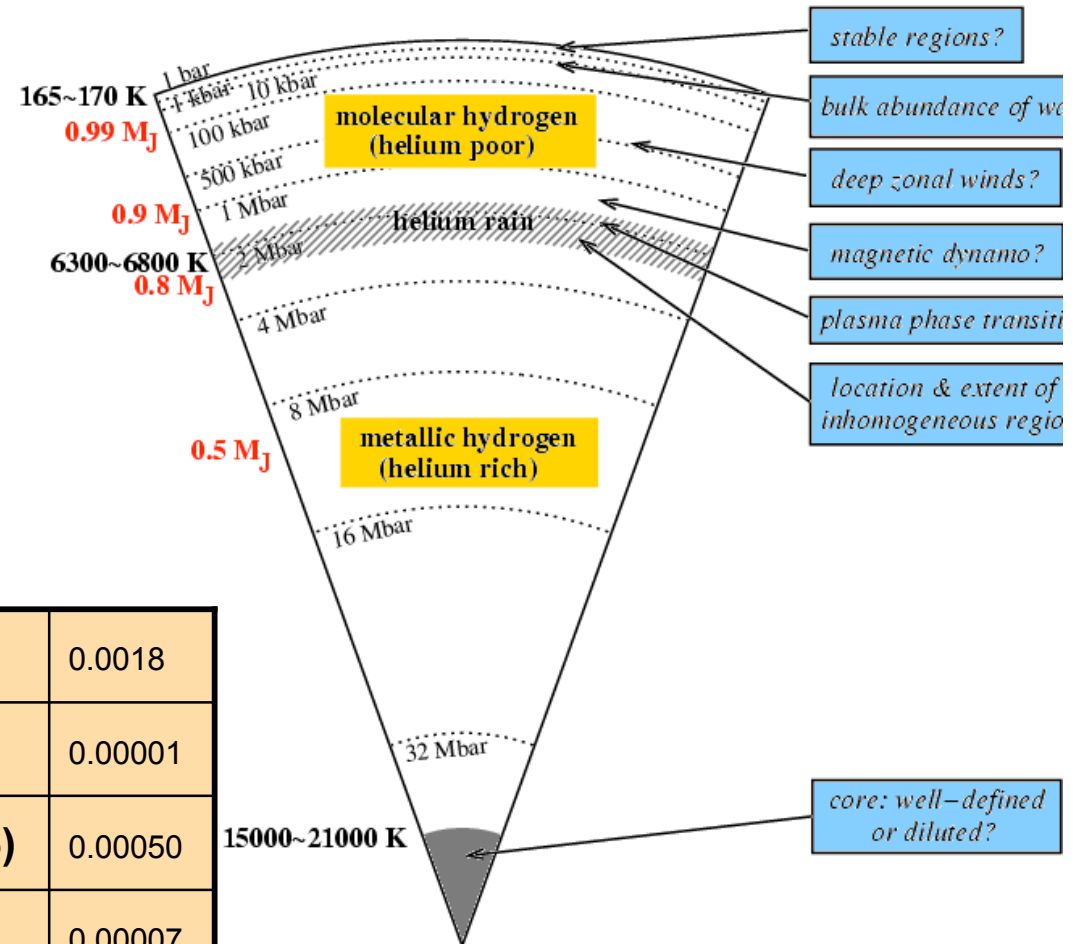 stable regions?
1 bar
165~170 K
1 kbar
10 kbar
bulk abundance of
0.99 MJ
100 kbar
molecular hydrogen
(helium poor)
500 kbar
deep zonal winds?
0.9 MJ
1 Mbar
helium rain
magnetic dynamo?
6300~6800 K
2 Mbar
0.8 MJ
4 Mbar
plasma phase
8 Mbar
location & extent of
inhomogeneous
0.5 MJ
metallic hydrogen
(helium rich)
16 Mbar
0.0018
0.00001
32 Mbar
core: well-defined
or diluted?
15000~21000 K
)
0.00050
0.00007